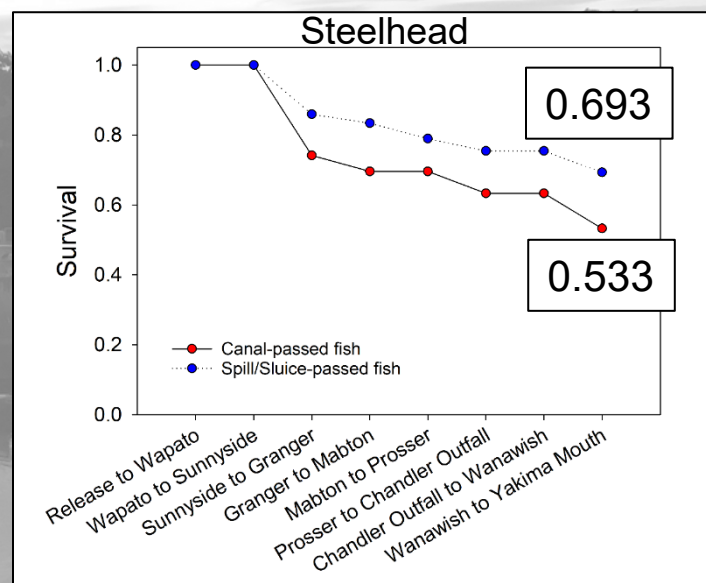 Steelhead
1.0
0.8
0.6
0.4
0.2
0.0
Survival
0.693
0.533
Canal-passed fish
Spill/Sluice-passed fish
Release to Wapato
Wapato to Sunnyside
Sunnyside to Granger
Granger to Mabton
Mabton to Prosser
Prosser to Chandler Outfall
Chandler Outfall to Wanawish
Wanawish to Yakima Mouth